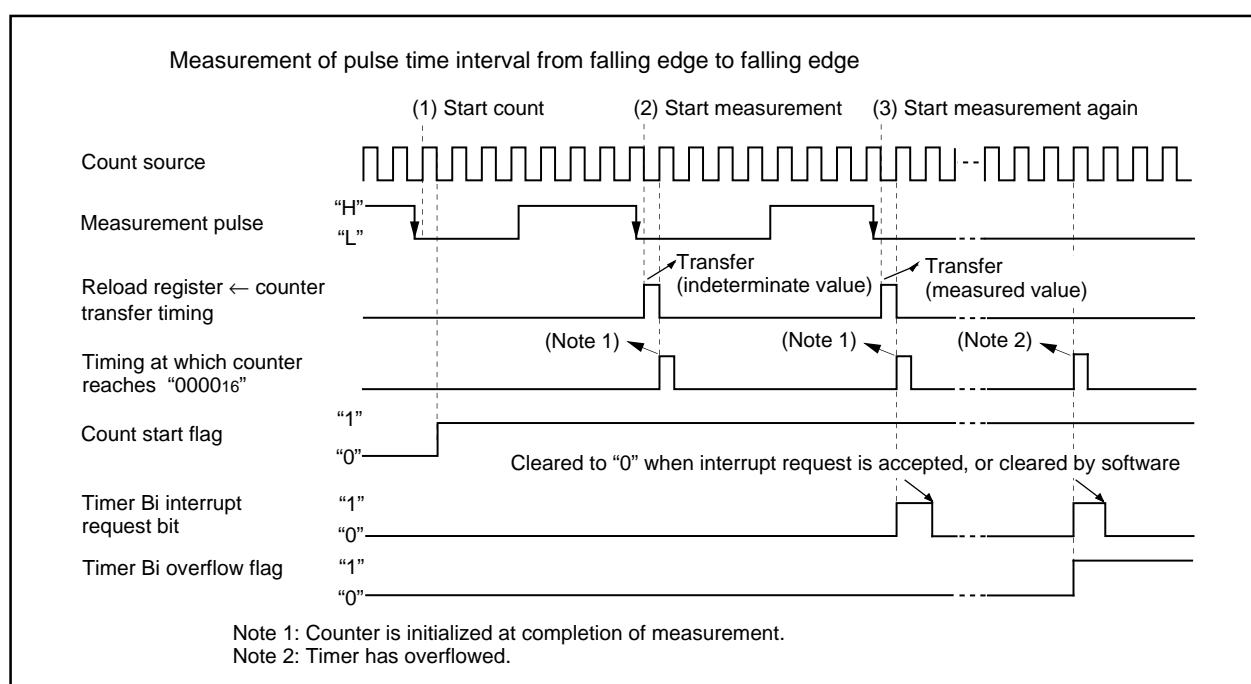 Measurement of pulse time interval from falling edge to falling edge
(1) Start count
(2) Start measurement
(3) Start measurement again
Count source
Measurement pulse
“H”
“L”
Reload register ← counter
transfer timing
Transfer
(indeterminate value)
Transfer
(measured value)
Timing at which counter
reaches “000016”
(Note 1)
(Note 1)
(Note 2)
Count start flag
“1”
“0”
Cleared to “0” when interrupt request is accepted, or cleared by software
Timer Bi interrupt
request bit
“1”
“0”
Timer Bi overflow flag
“1”
“0”
Note 1: Counter is initialized at completion of measurement.
Note 2: Timer has overflowed.